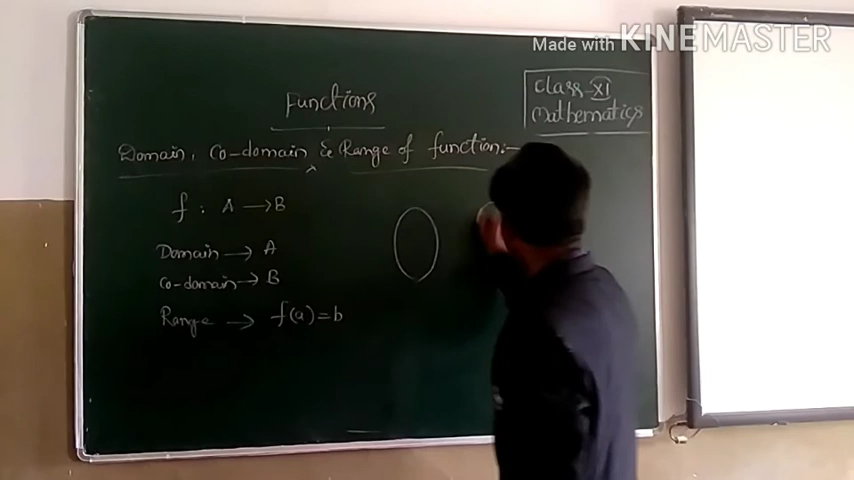 Made with KINEMASTER
Class-XI
Mathematics
Functions
Domain, Co-domain & Range of function:-
f : A → B
Domain → A
Co-domain → B
Range → f(a) = b